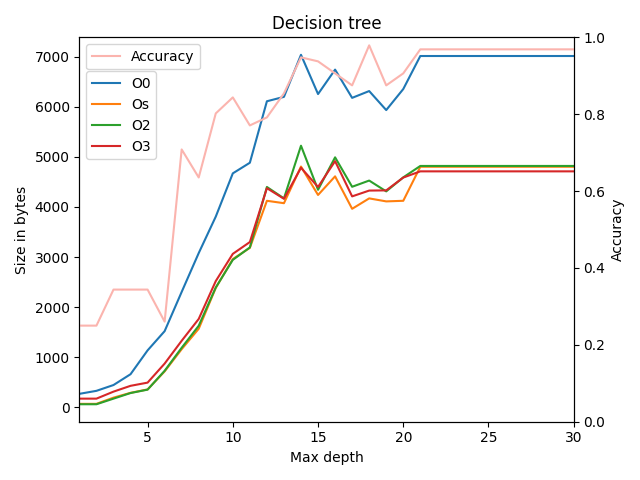 Decision tree
Accuracy
O0
Os
O2
O3
7000
6000
5000
4000
3000
2000
1000
0
Size in bytes
1.0
0.8
0.6
0.4
0.2
0.0
Accuracy
5
10
15
20
25
30
Max depth